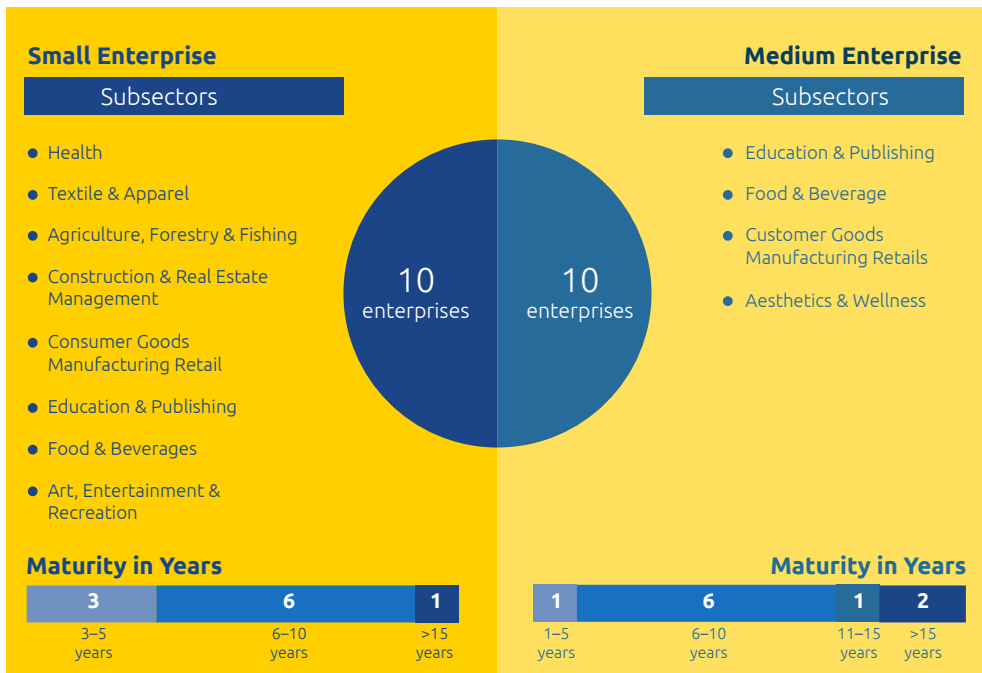 Small Enterprise
Subsectors
Health
Textile & Apparel
Agriculture, Forestry & Fishing
Construction & Real Estate
Management
Consumer Goods
Manufacturing Retail
Education & Publishing
Food & Beverages
Art, Entertainment &
Recreation
10
enterprises
Maturity in Years
3
6
1
3–5
years
6–10
years
>15
years
Medium Enterprise
Subsectors
Education & Publishing
Food & Beverage
Customer Goods
Manufacturing Retails
Aesthetics & Wellness
10
enterprises
Maturity in Years
1
6
1
2
1–5
years
6–10
years
11–15
years
>15
years